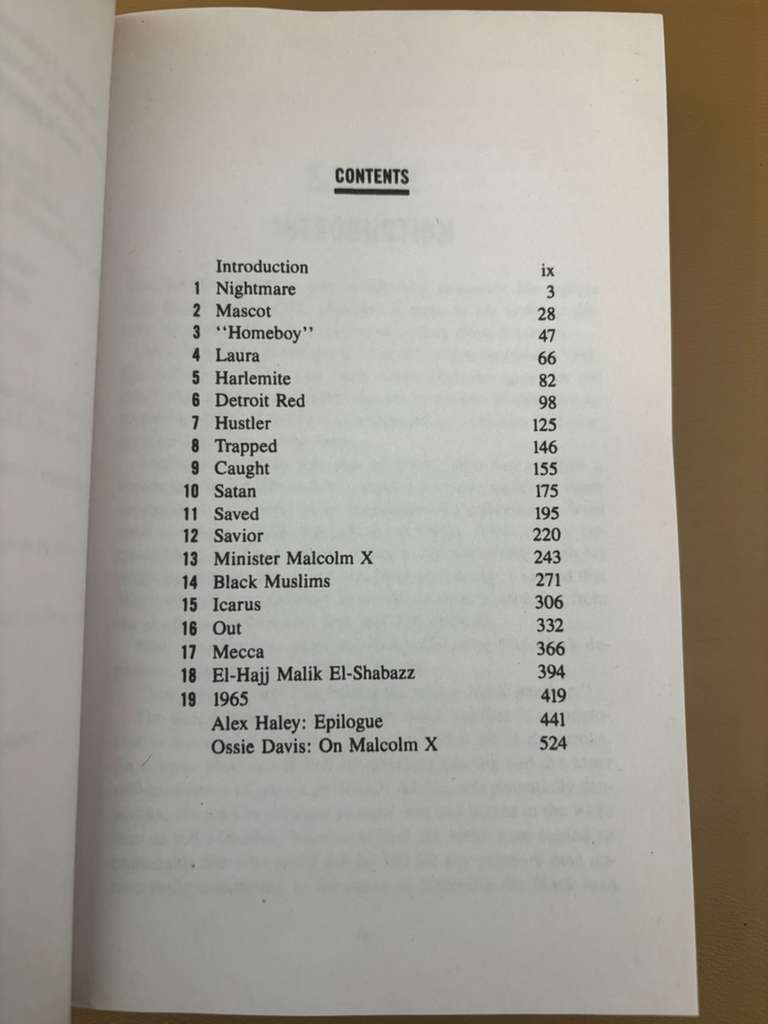 CONTENTS
Introduction ix
1 Nightmare 3
2 Mascot 28
3 "Homeboy" 47
4 Laura 66
5 Harlemite 82
6 Detroit Red 98
7 Hustler 125
8 Trapped 146
9 Caught 155
10 Satan 175
11 Saved 195
12 Savior 220
13 Minister Malcolm X 243
14 Black Muslims 271
15 Icarus 306
16 Out 332
17 Mecca 366
18 El-Hajj Malik El-Shabazz 394
19 1965 419
Alex Haley: Epilogue 441
Ossie Davis: On Malcolm X 524